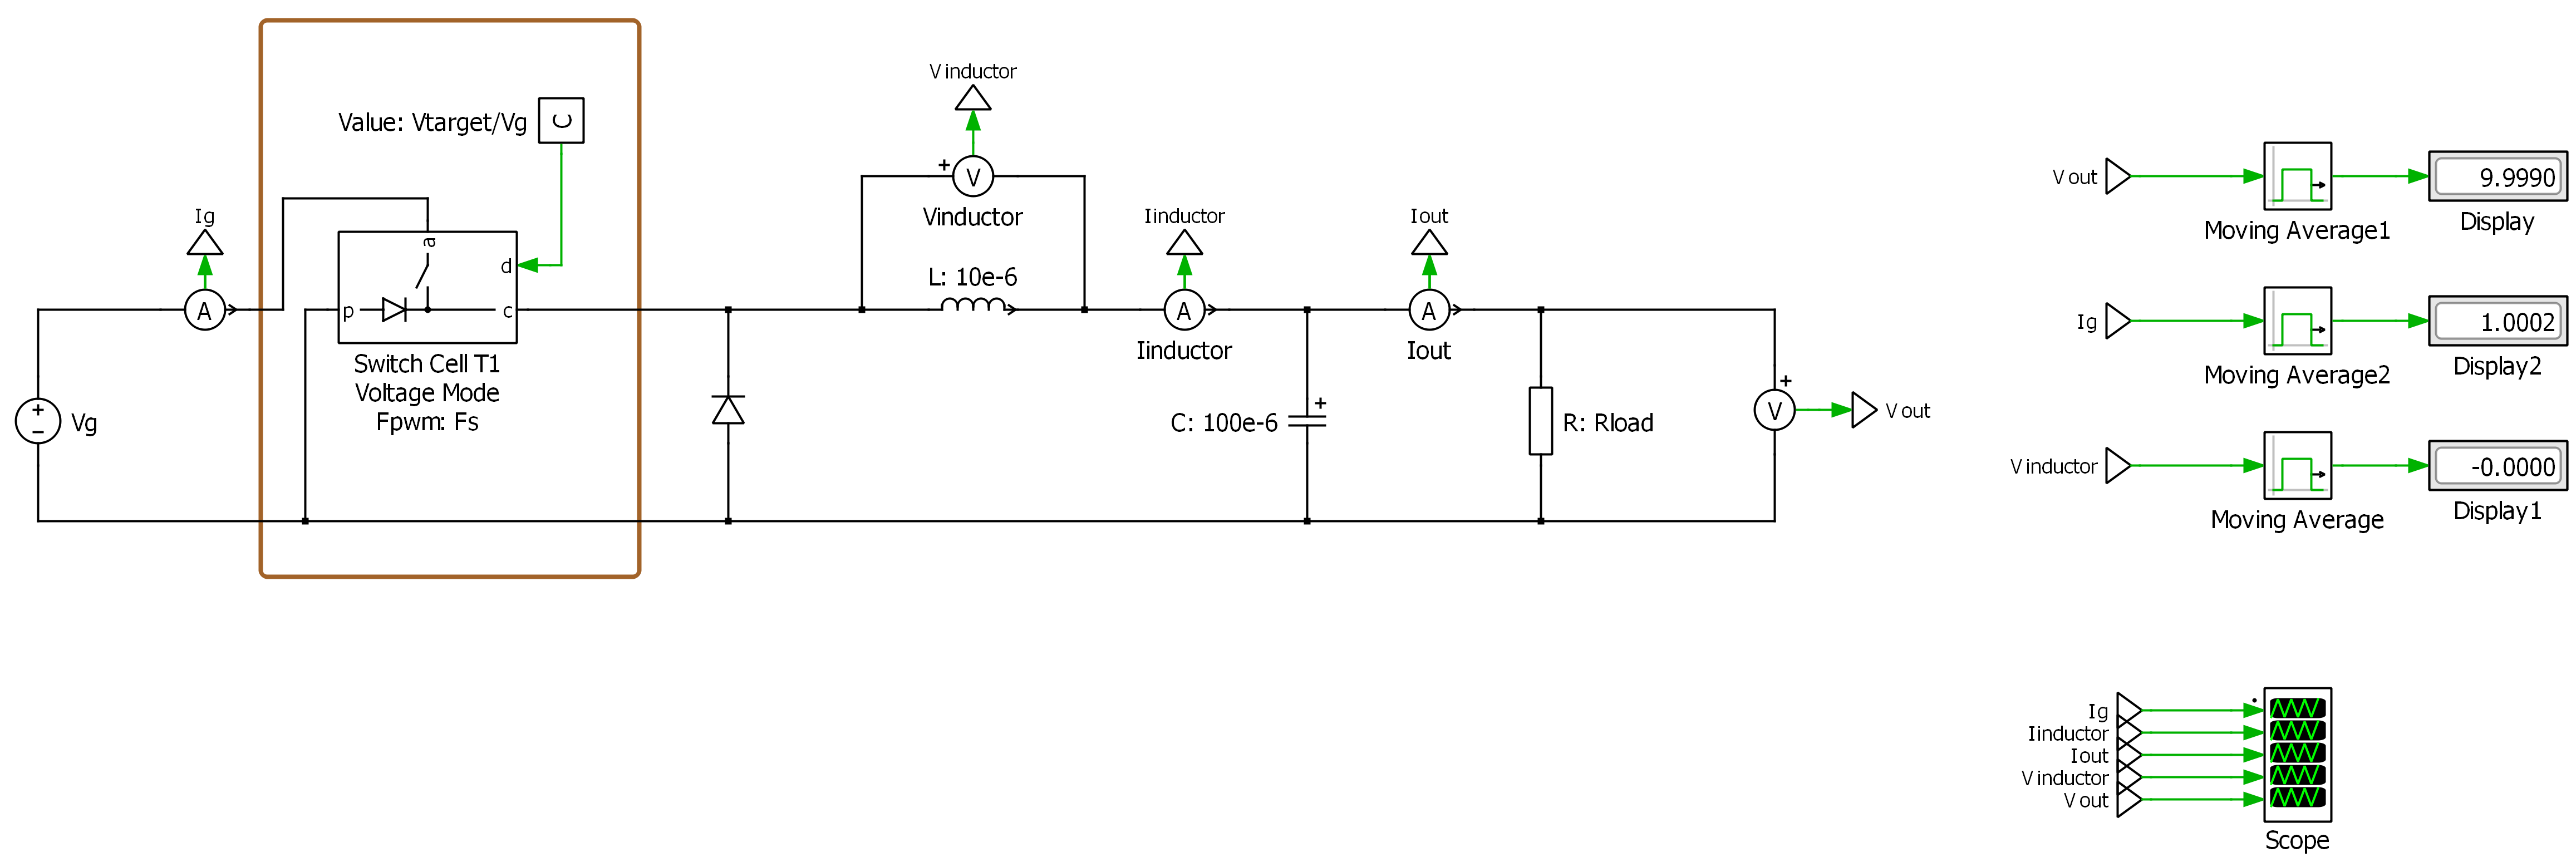 V inductor
Value: Vtarget/Vg
C
+
V
Vinductor
Ig
a
d
p
c
A
Switch Cell T1
Voltage Mode
Fpwm: Fs
+
−
Vg
L: 10e-6
Iinductor
A
Iinductor
Iout
A
Iout
+
C: 100e-6
R: Rload
+
V
V out
V out
Moving Average1
9.9990
Display
Ig
Moving Average2
1.0002
Display2
V inductor
Moving Average
-0.0000
Display1
Ig
Iinductor
Iout
V inductor
V out
Scope